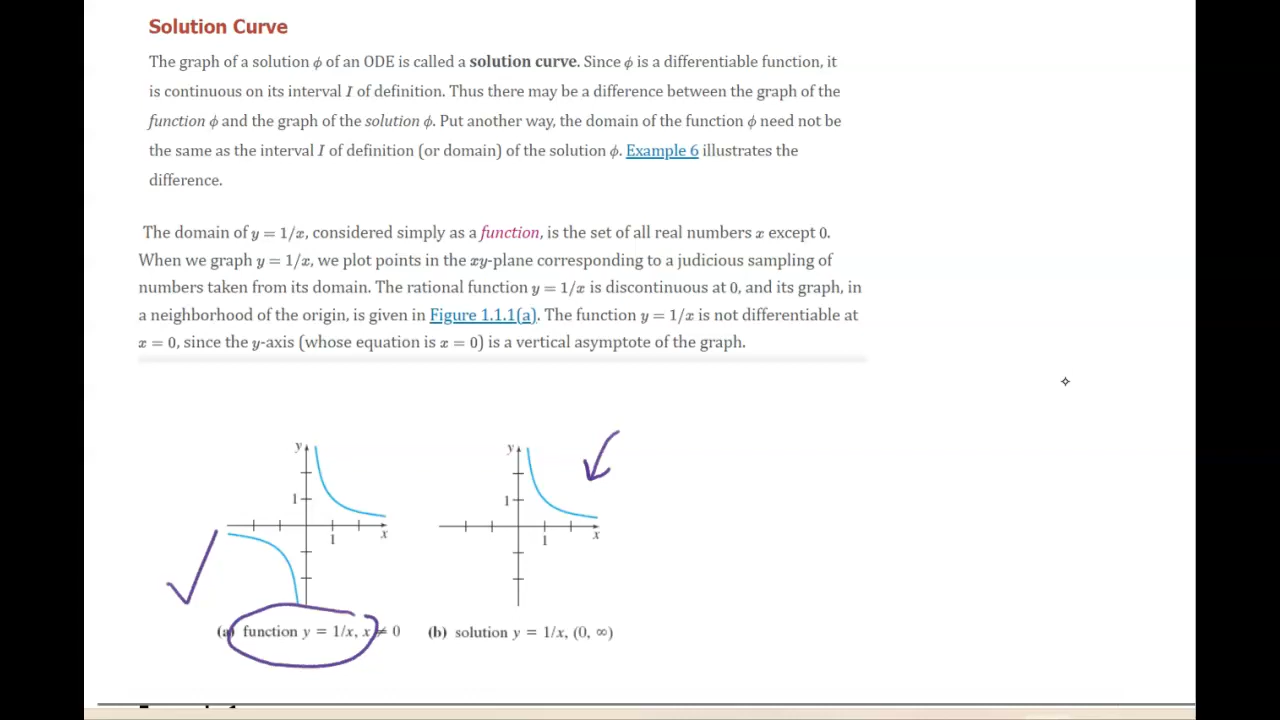 Solution Curve
The graph of a solution ϕ of an ODE is called a solution curve. Since ϕ is a differentiable function, it
is continuous on its interval I of definition. Thus there may be a difference between the graph of the
function ϕ and the graph of the solution ϕ. Put another way, the domain of the function ϕ need not be
the same as the interval I of definition (or domain) of the solution ϕ. Example 6 illustrates the
difference.
The domain of y = 1/x, considered simply as a function, is the set of all real numbers x except 0.
When we graph y = 1/x, we plot points in the xy-plane corresponding to a judicious sampling of
numbers taken from its domain. The rational function y = 1/x is discontinuous at 0, and its graph, in
a neighborhood of the origin, is given in Figure 1.1.1(a). The function y = 1/x is not differentiable at
x = 0, since the y-axis (whose equation is x = 0) is a vertical asymptote of the graph.
y
1
1
x
(a) function y = 1/x, x ≠ 0
y
1
1
x
(b) solution y = 1/x, (0, ∞)